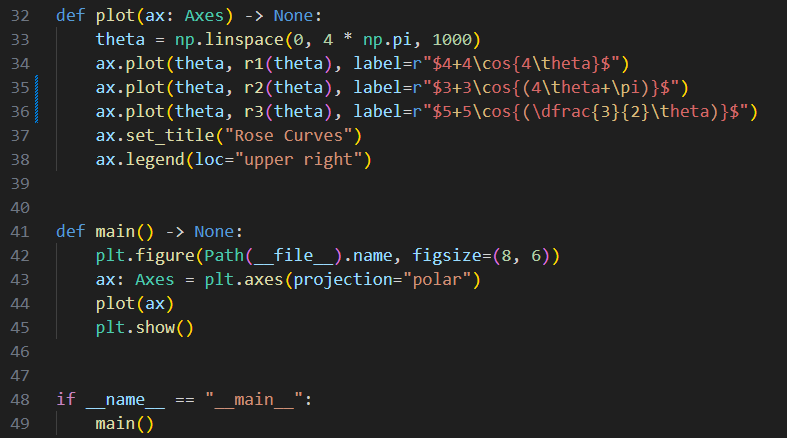 32 def plot(ax: Axes) -> None:
33     theta = np.linspace(0, 4 * np.pi, 1000)
34     ax.plot(theta, r1(theta), label=r"$4+4\cos{4\theta}$")
35     ax.plot(theta, r2(theta), label=r"$3+3\cos{(4\theta+\pi)}$")
36     ax.plot(theta, r3(theta), label=r"$5+5\cos{(\dfrac{3}{2}\theta)}$")
37     ax.set_title("Rose Curves")
38     ax.legend(loc="upper right")
39
40
41 def main() -> None:
42     plt.figure(Path(__file__).name, figsize=(8, 6))
43     ax: Axes = plt.axes(projection="polar")
44     plot(ax)
45     plt.show()
46
47
48 if __name__ == "__main__":
49     main()